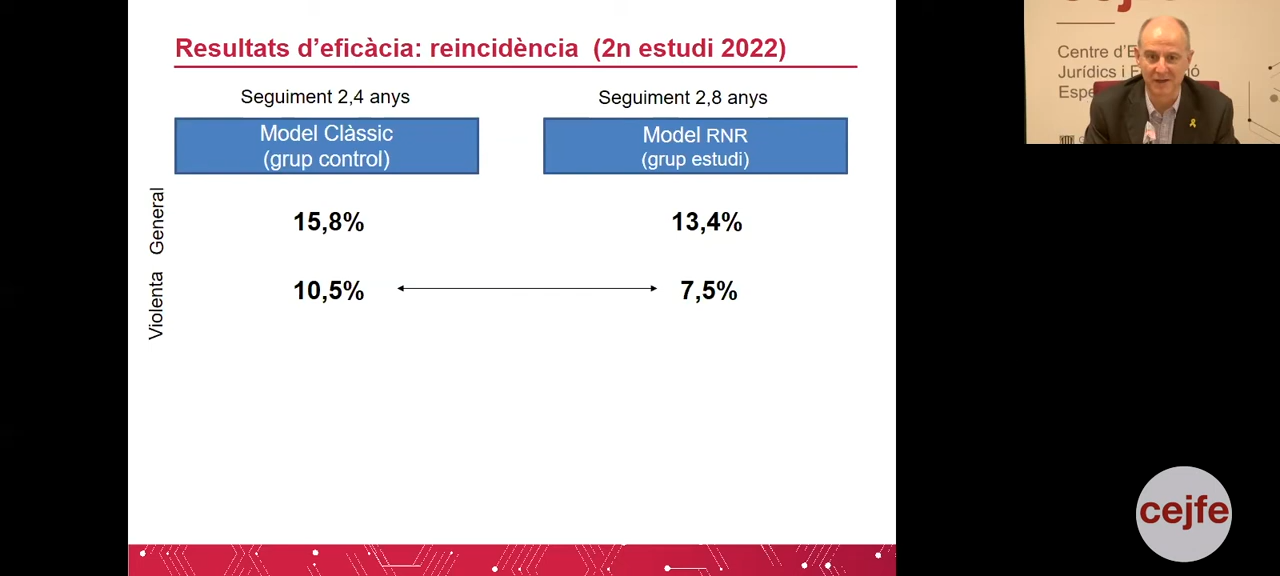 Resultats d'eficàcia: reincidència (2n estudi 2022)
Seguiment 2,4 anys
Seguiment 2,8 anys
Model Clàssic
(grup control)
Model RNR
(grup estudi)
General
15,8%
13,4%
Violenta
10,5%
7,5%
Centre d'E
Jurídics i F ó
Espe
cejfe